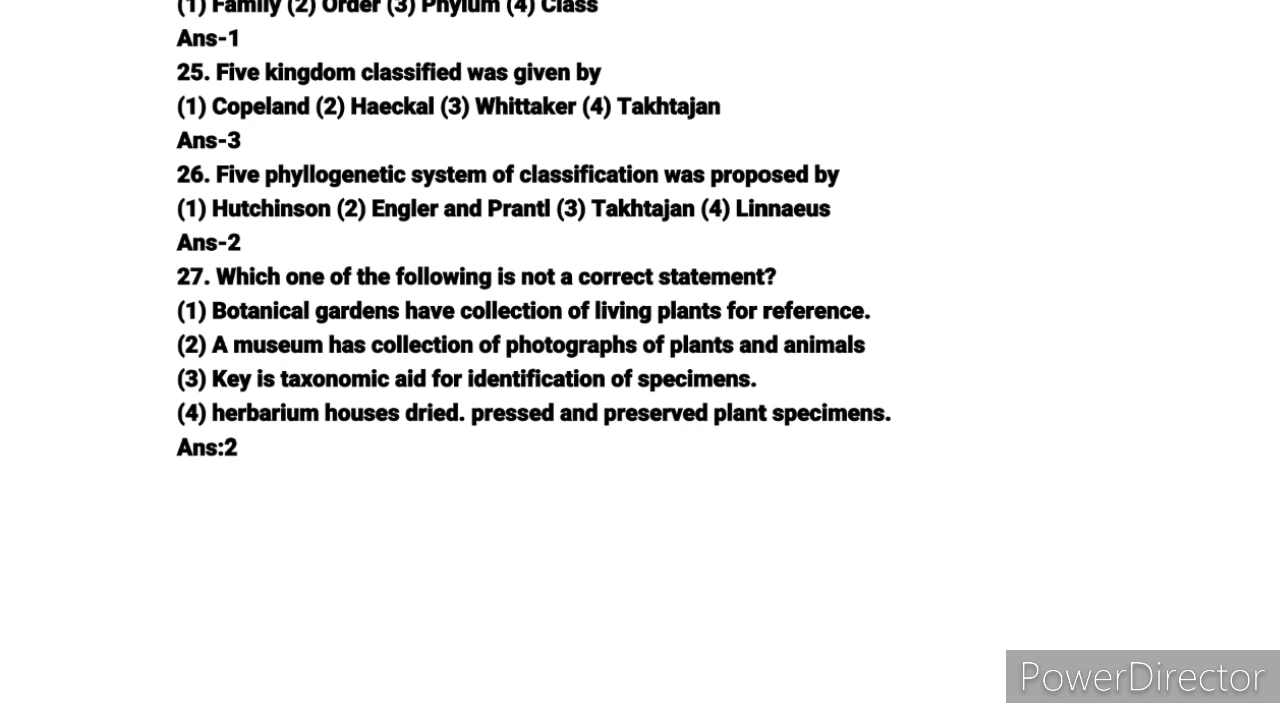 (1) Family (2) Order (3) Phylum (4) Class
Ans-1
25. Five kingdom classified was given by
(1) Copeland (2) Haeckal (3) Whittaker (4) Takhtajan
Ans-3
26. Five phyllogenetic system of classification was proposed by
(1) Hutchinson (2) Engler and Prantl (3) Takhtajan (4) Linnaeus
Ans-2
27. Which one of the following is not a correct statement?
(1) Botanical gardens have collection of living plants for reference.
(2) A museum has collection of photographs of plants and animals
(3) Key is taxonomic aid for identification of specimens.
(4) herbarium houses dried. pressed and preserved plant specimens.
Ans:2
PowerDirector